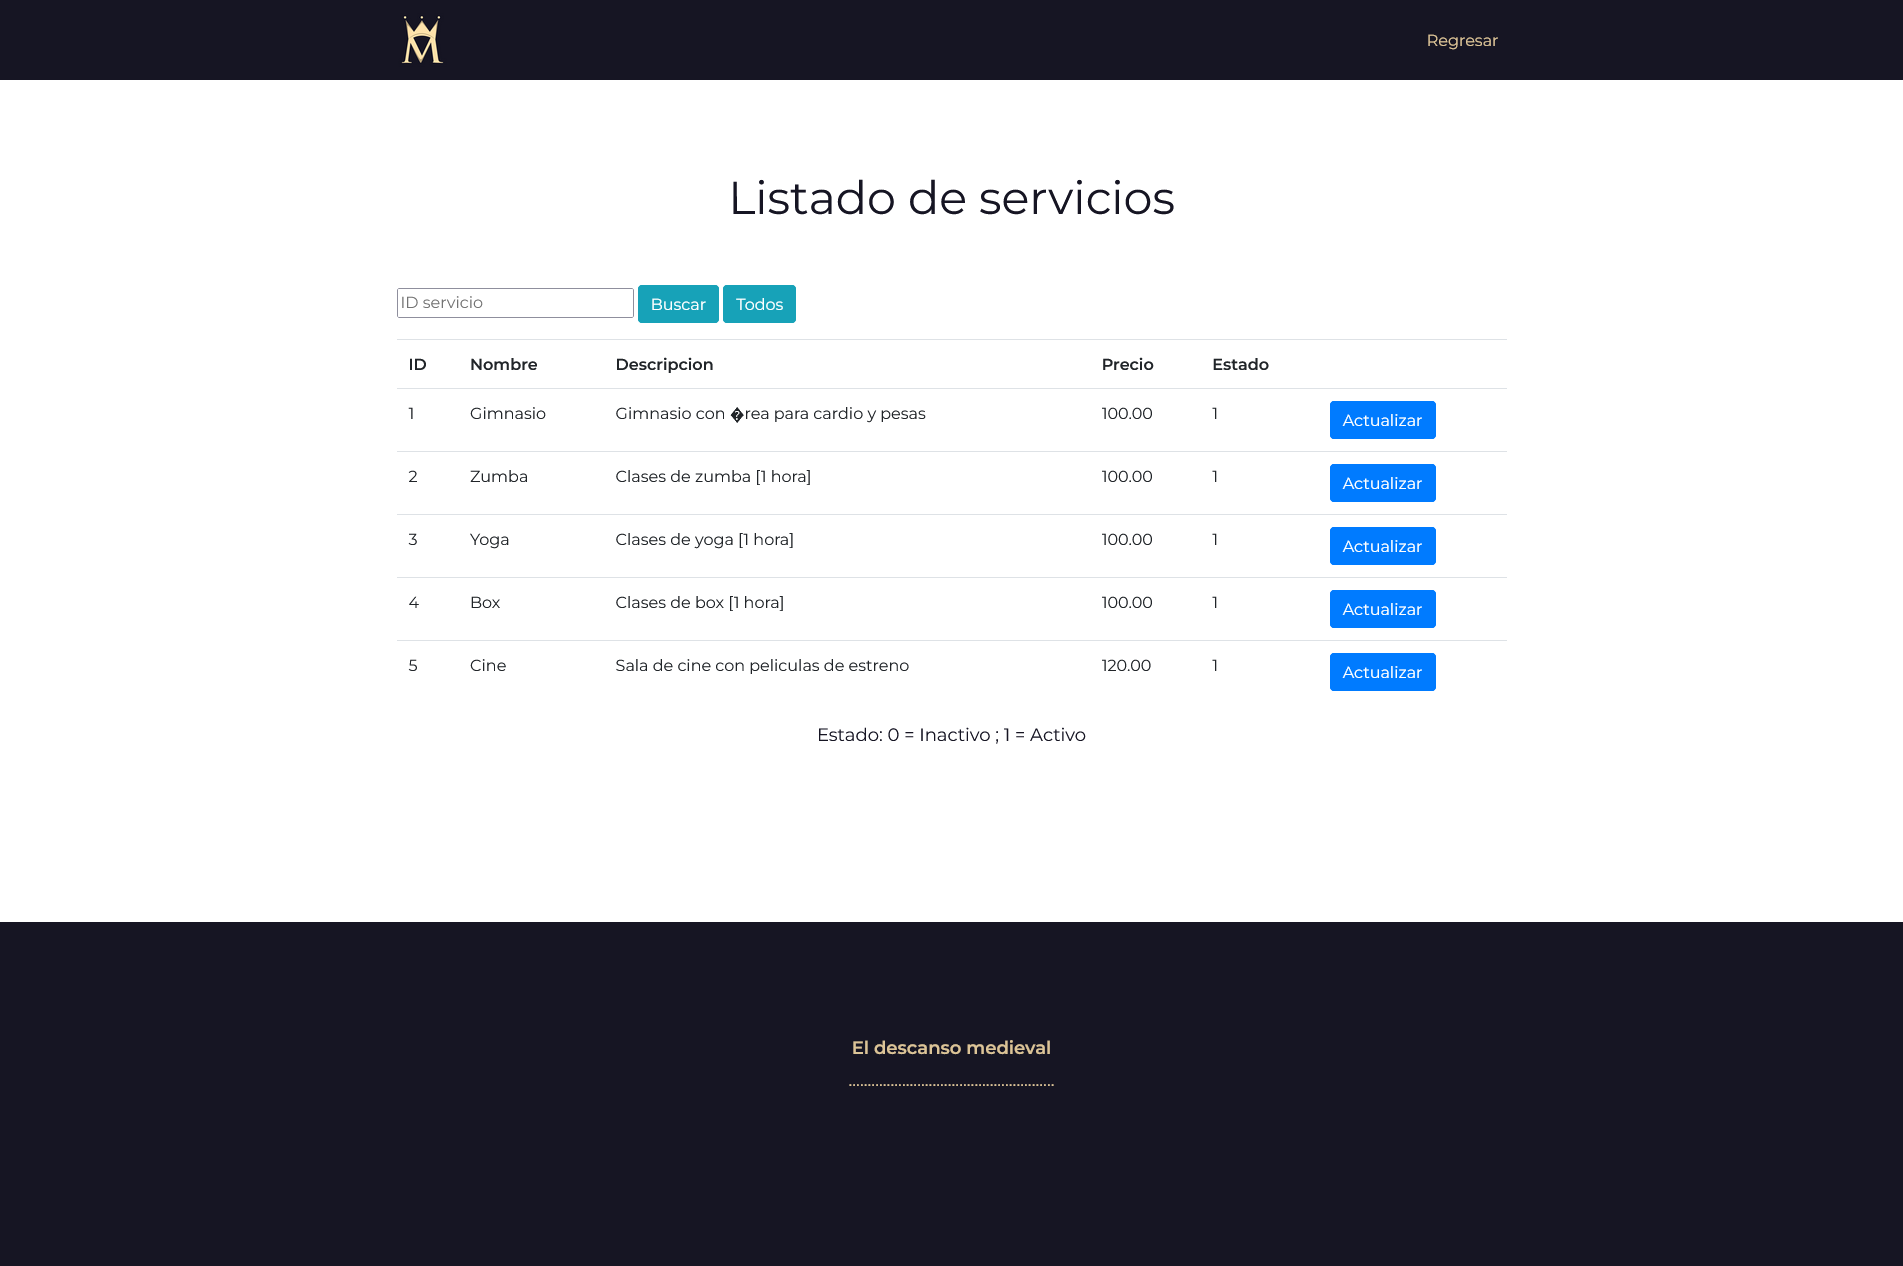 M
Regresar
Listado de servicios
ID servicio Buscar Todos
ID Nombre Descripcion Precio Estado
1 Gimnasio Gimnasio con �rea para cardio y pesas 100.00 1 Actualizar
2 Zumba Clases de zumba [1 hora] 100.00 1 Actualizar
3 Yoga Clases de yoga [1 hora] 100.00 1 Actualizar
4 Box Clases de box [1 hora] 100.00 1 Actualizar
5 Cine Sala de cine con peliculas de estreno 120.00 1 Actualizar
Estado: 0 = Inactivo ; 1 = Activo
El descanso medieval